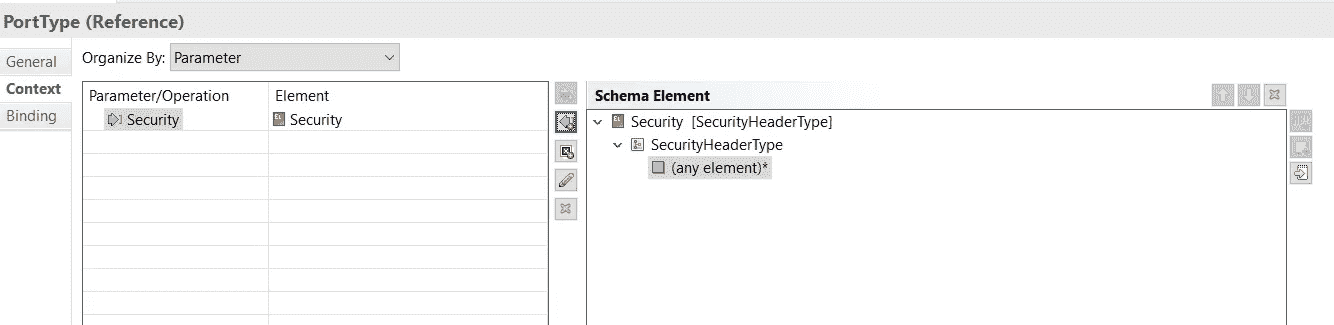 PortType (Reference)
General
Context
Binding
Organize By: Parameter
Parameter/Operation Element
Security Security
Schema Element
Security [SecurityHeaderType]
SecurityHeaderType
(any element)*